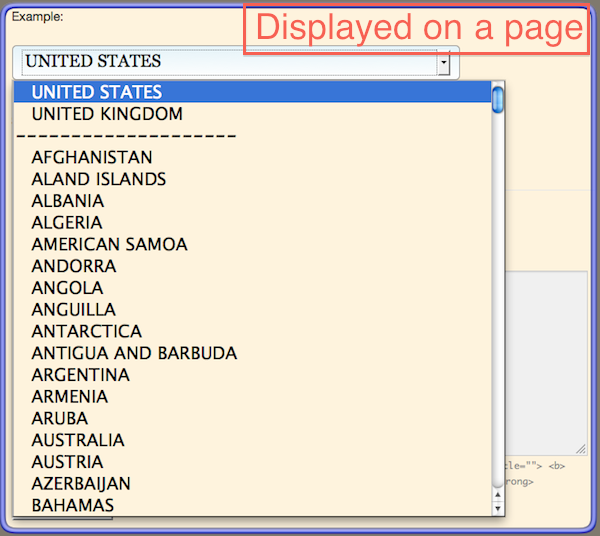 Example:
Displayed on a page
UNITED STATES
UNITED STATES
UNITED KINGDOM
--------------------
AFGHANISTAN
ALAND ISLANDS
ALBANIA
ALGERIA
AMERICAN SAMOA
ANDORRA
ANGOLA
ANGUILLA
ANTARCTICA
ANTIGUA AND BARBUDA
ARGENTINA
ARMENIA
ARUBA
AUSTRALIA
AUSTRIA
AZERBAIJAN
BAHAMAS
cle=""> <b>
rong>